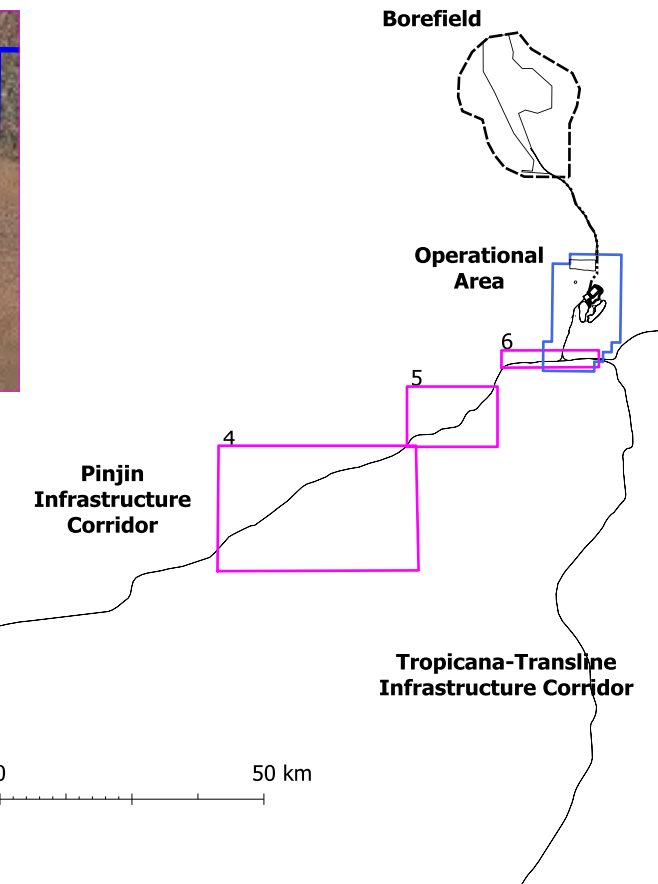 Borefield
Operational
Area
6
5
4
Pinjin
Infrastructure
Corridor
Tropicana-Transline
Infrastructure Corridor
0
50 km